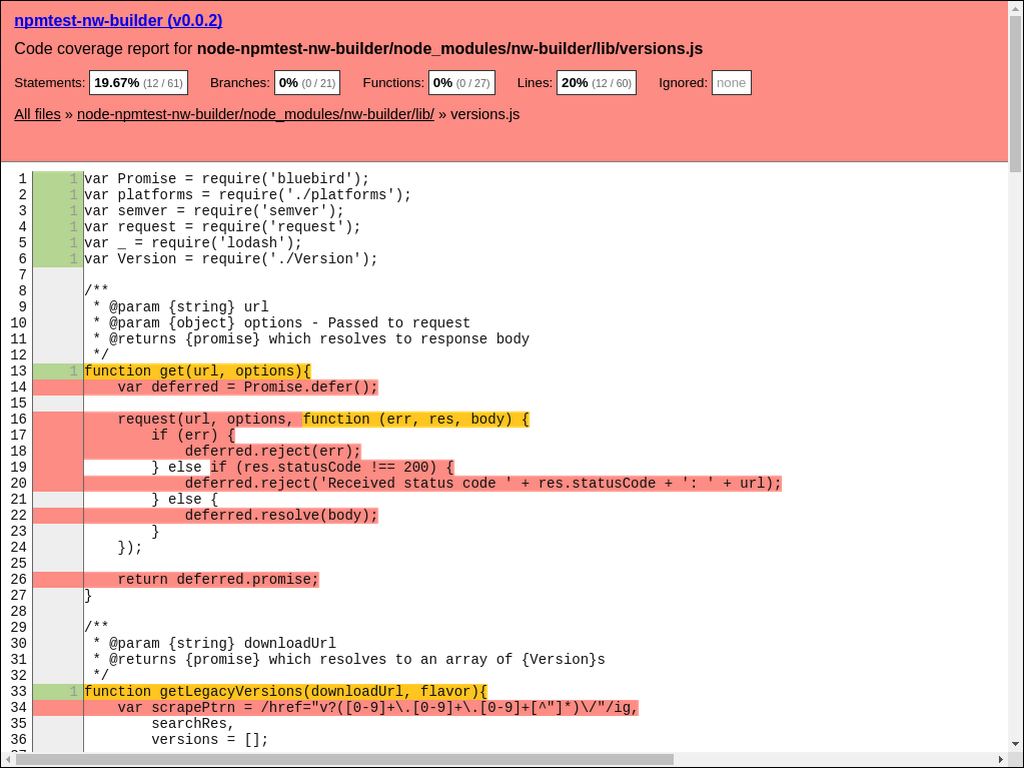 npmtest-nw-builder (v0.0.2)
Code coverage report for node-npmtest-nw-builder/node_modules/nw-builder/lib/versions.js
Statements: 19.67% (12 / 61) Branches: 0% (0 / 21) Functions: 0% (0 / 27) Lines: 20% (12 / 60) Ignored: none
All files » node-npmtest-nw-builder/node_modules/nw-builder/lib/ » versions.js
1 1 var Promise = require('bluebird');
2 1 var platforms = require('./platforms');
3 1 var semver = require('semver');
4 1 var request = require('request');
5 1 var _ = require('lodash');
6 1 var Version = require('./Version');
7
8 /**
9  * @param {string} url
10  * @param {object} options - Passed to request
11  * @returns {promise} which resolves to response body
12  */
13 1 function get(url, options){
14     var deferred = Promise.defer();
15
16     request(url, options, function (err, res, body) {
17         if (err) {
18             deferred.reject(err);
19         } else if (res.statusCode !== 200) {
20             deferred.reject('Received status code ' + res.statusCode + ': ' + url);
21         } else {
22             deferred.resolve(body);
23         }
24     });
25
26     return deferred.promise;
27 }
28
29 /**
30  * @param {string} downloadUrl
31  * @returns {promise} which resolves to an array of {Version}s
32  */
33 1 function getLegacyVersions(downloadUrl, flavor){
34     var scrapePtrn = /href="v?([0-9]+\.[0-9]+\.[0-9]+[^"]*)\/"/ig,
35         searchRes,
36         versions = [];